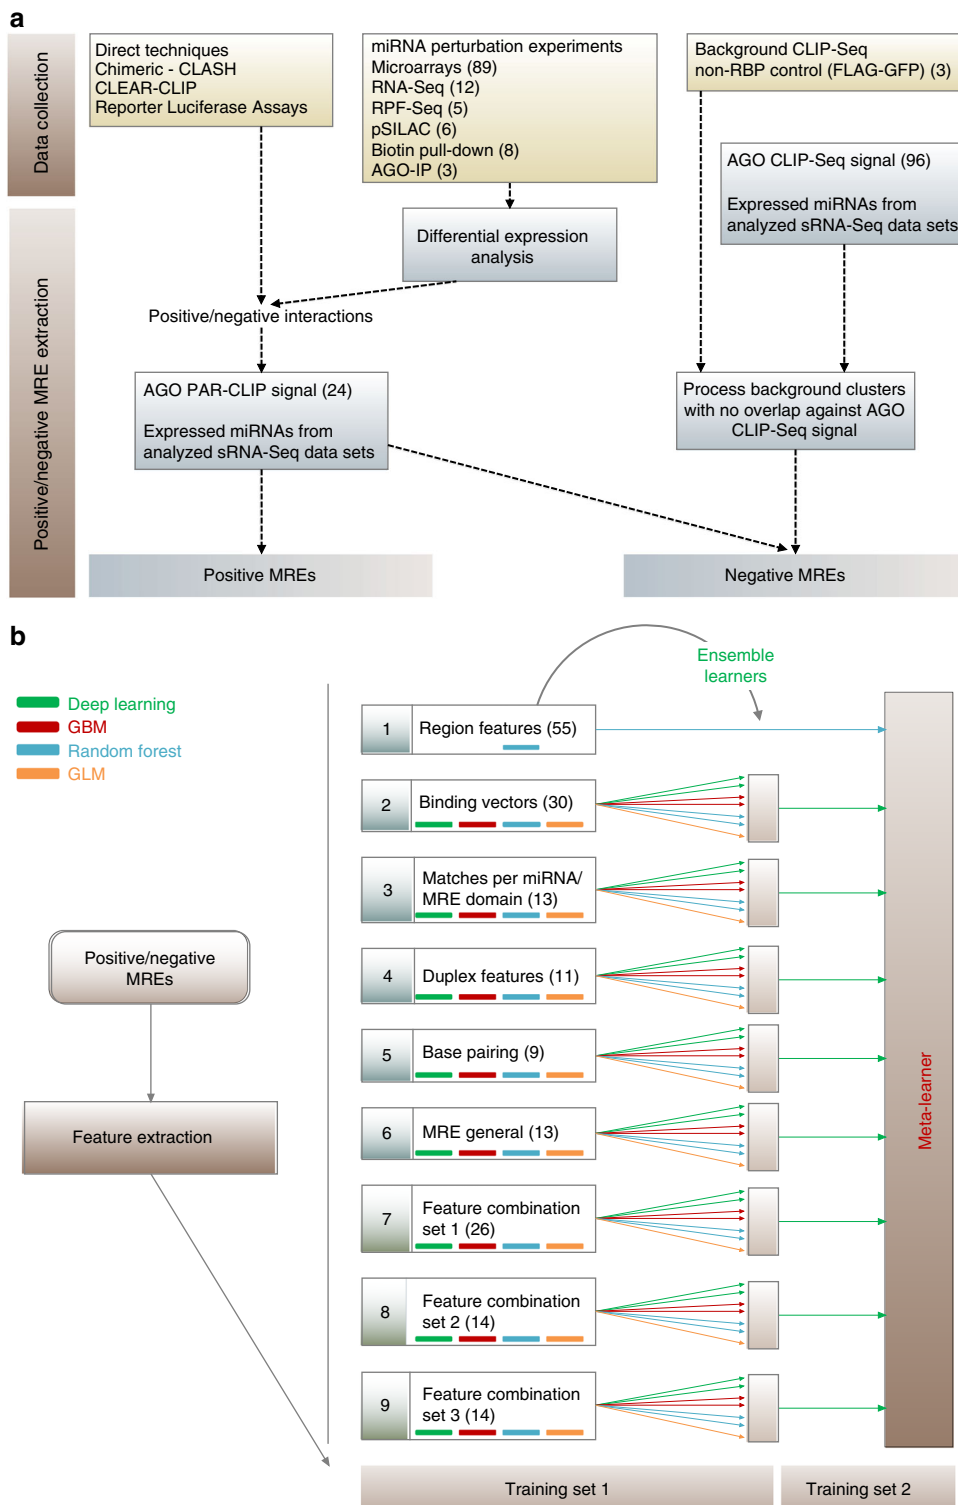 a
Data collection
Direct techniques
Chimeric - CLASH
CLEAR-CLIP
Reporter Luciferase Assays
miRNA perturbation experiments
Microarrays (89)
RNA-Seq (12)
RPF-Seq (5)
pSILAC (6)
Biotin pull-down (8)
AGO-IP (3)
Background CLIP-Seq
non-RBP control (FLAG-GFP) (3)
AGO CLIP-Seq signal (96)
Expressed miRNAs from
analyzed sRNA-Seq data sets
Positive/negative MRE extraction
Differential expression
analysis
Positive/negative interactions
AGO PAR-CLIP signal (24)
Expressed miRNAs from
analyzed sRNA-Seq data sets
Process background clusters
with no overlap against AGO
CLIP-Seq signal
Positive MREs
Negative MREs
b
Deep learning
GBM
Random forest
GLM
Ensemble
learners
Positive/negative
MREs
Feature extraction
1
Region features (55)
2
Binding vectors (30)
3
Matches per miRNA/
MRE domain (13)
4
Duplex features (11)
5
Base pairing (9)
6
MRE general (13)
7
Feature combination
set 1 (26)
8
Feature combination
set 2 (14)
9
Feature combination
set 3 (14)
Meta-learner
Training set 1
Training set 2